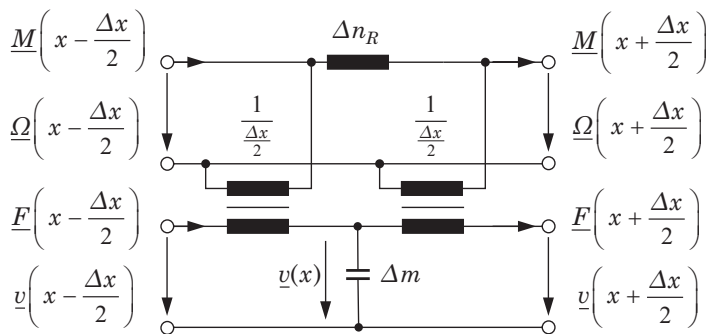 M(x − Δx/2) Δn_R M(x + Δx/2)
Ω(x − Δx/2) 1/(Δx/2) 1/(Δx/2) Ω(x + Δx/2)
F(x − Δx/2) F(x + Δx/2)
v(x − Δx/2) v(x) Δm v(x + Δx/2)